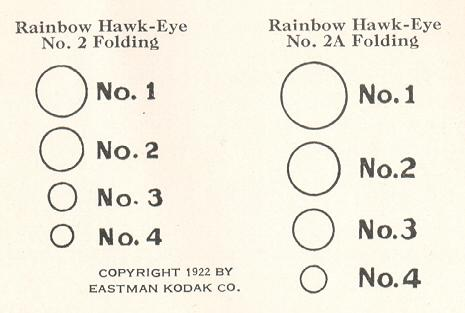 Rainbow Hawk-Eye
No. 2 Folding
No. 1
No. 2
No. 3
No. 4
COPYRIGHT 1922 BY
EASTMAN KODAK CO.
Rainbow Hawk-Eye
No. 2A Folding
No.1
No.2
No.3
No.4